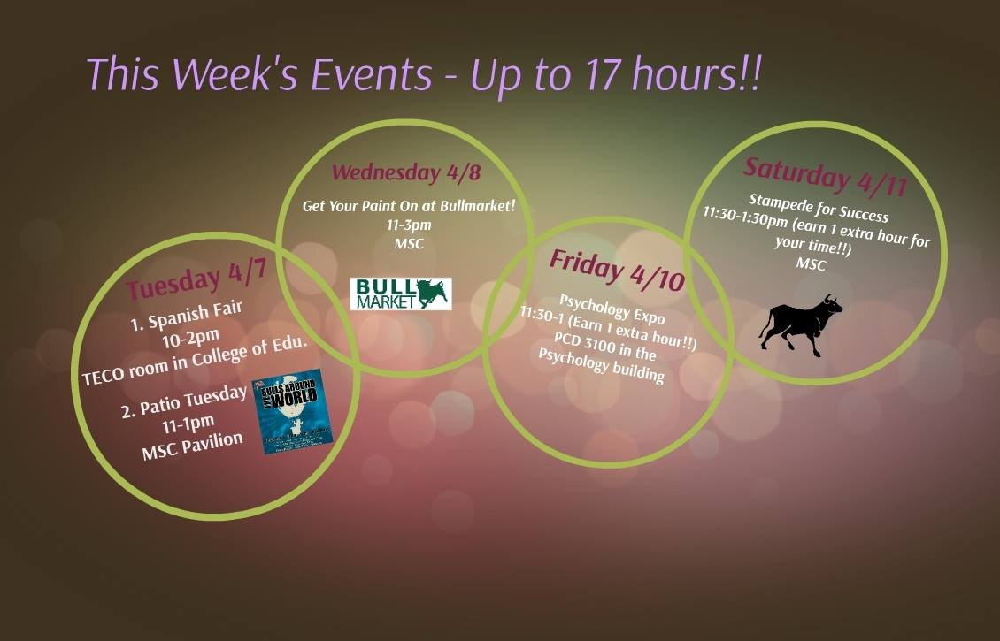 This Week's Events - Up to 17 hours!!
Tuesday 4/7
1. Spanish Fair
10-2pm
TECO room in College of Edu.
2. Patio Tuesday
11-1pm
MSC Pavilion
BULLS AROUND
THE
WORLD
Wednesday 4/8
Get Your Paint On at Bullmarket!
11-3pm
MSC
BULL
MARKET
Friday 4/10
Psychology Expo
11:30-1 (Earn 1 extra hour!!)
PCD 3100 in the
Psychology building
Saturday 4/11
Stampede for Success
11:30-1:30pm (earn 1 extra hour for
your time!!)
MSC